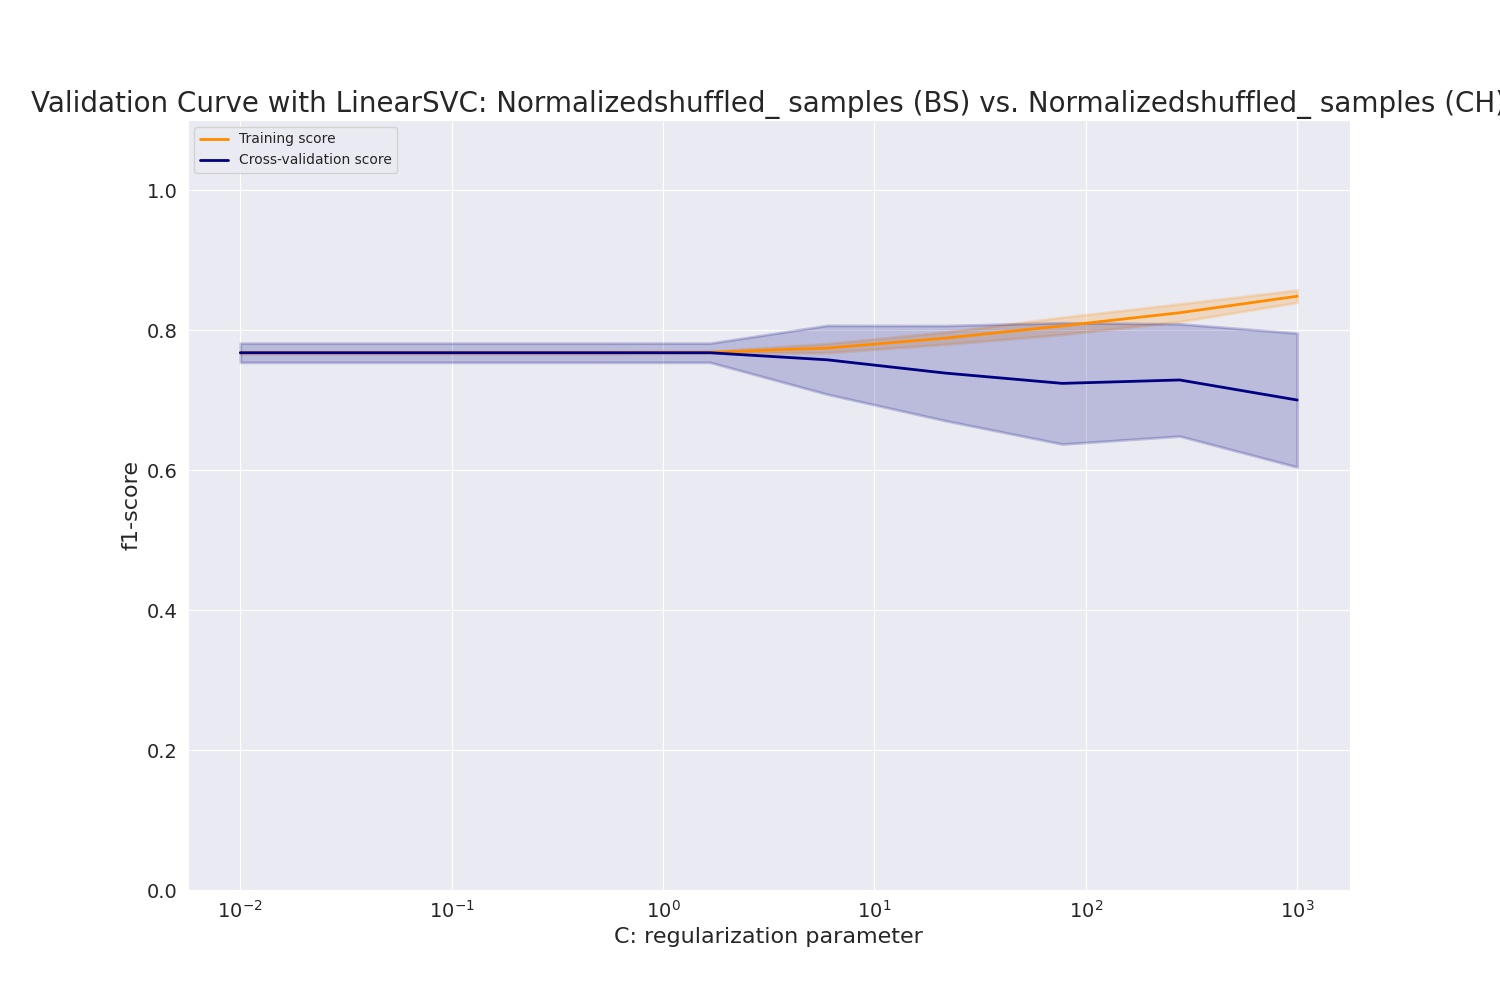 Validation Curve with LinearSVC: Normalizedshuffled_ samples (BS) vs. Normalizedshuffled_ samples (CH)
Training score
Cross-validation score
1.0
0.8
0.6
0.4
0.2
0.0
f1-score
10⁻² 10⁻¹ 10⁰ 10¹ 10² 10³
C: regularization parameter